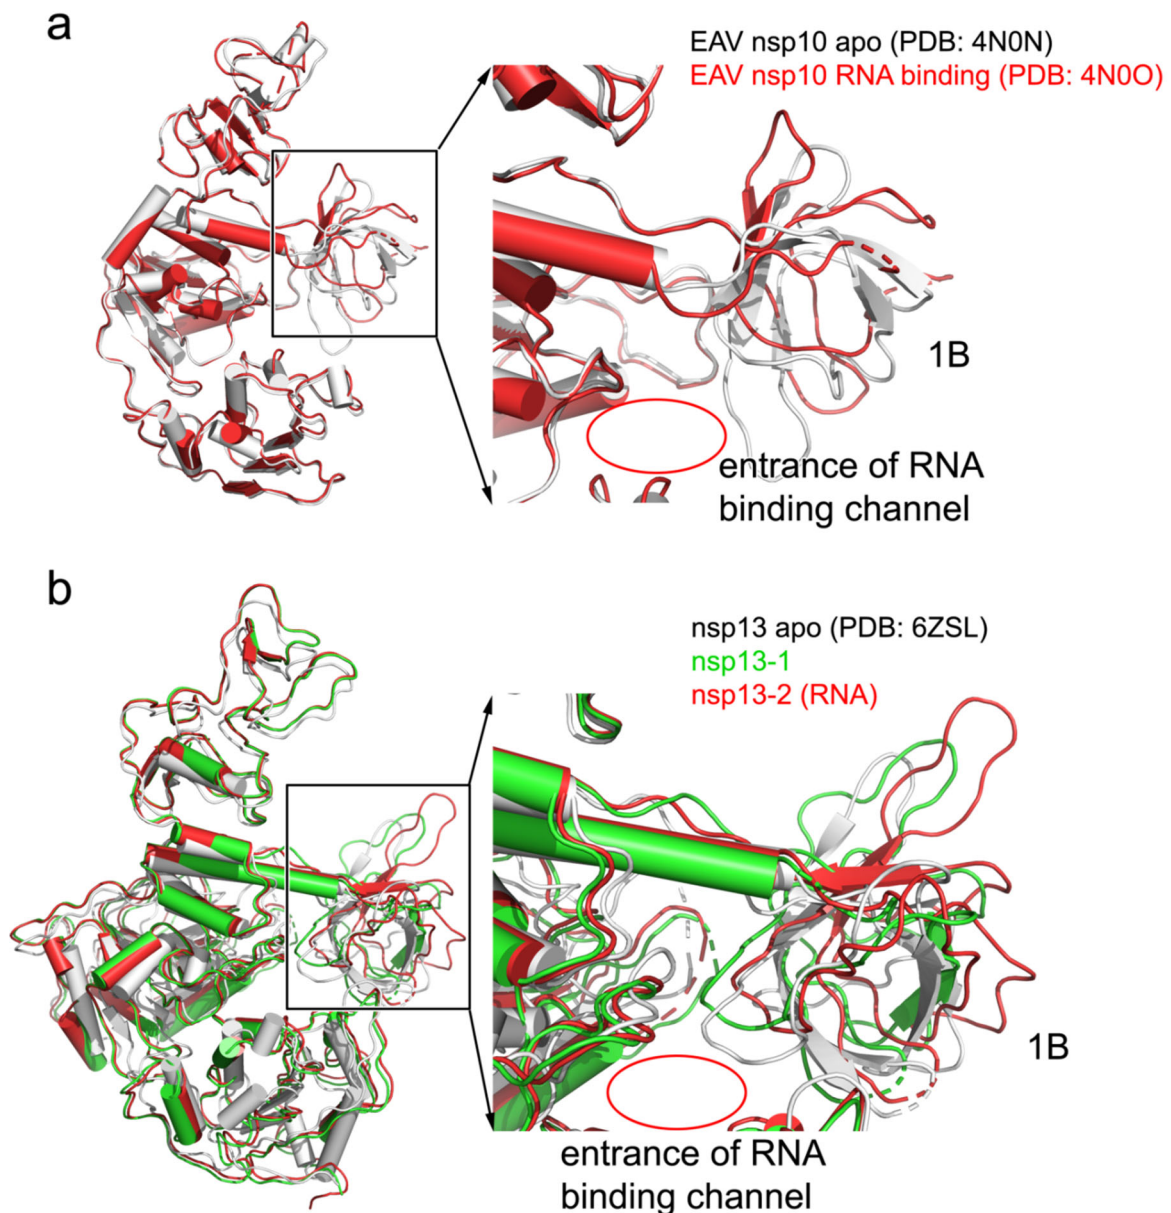 a
EAV nsp10 apo (PDB: 4N0N)
EAV nsp10 RNA binding (PDB: 4N0O)
1B
entrance of RNA
binding channel
b
nsp13 apo (PDB: 6ZSL)
nsp13-1
nsp13-2 (RNA)
1B
entrance of RNA
binding channel